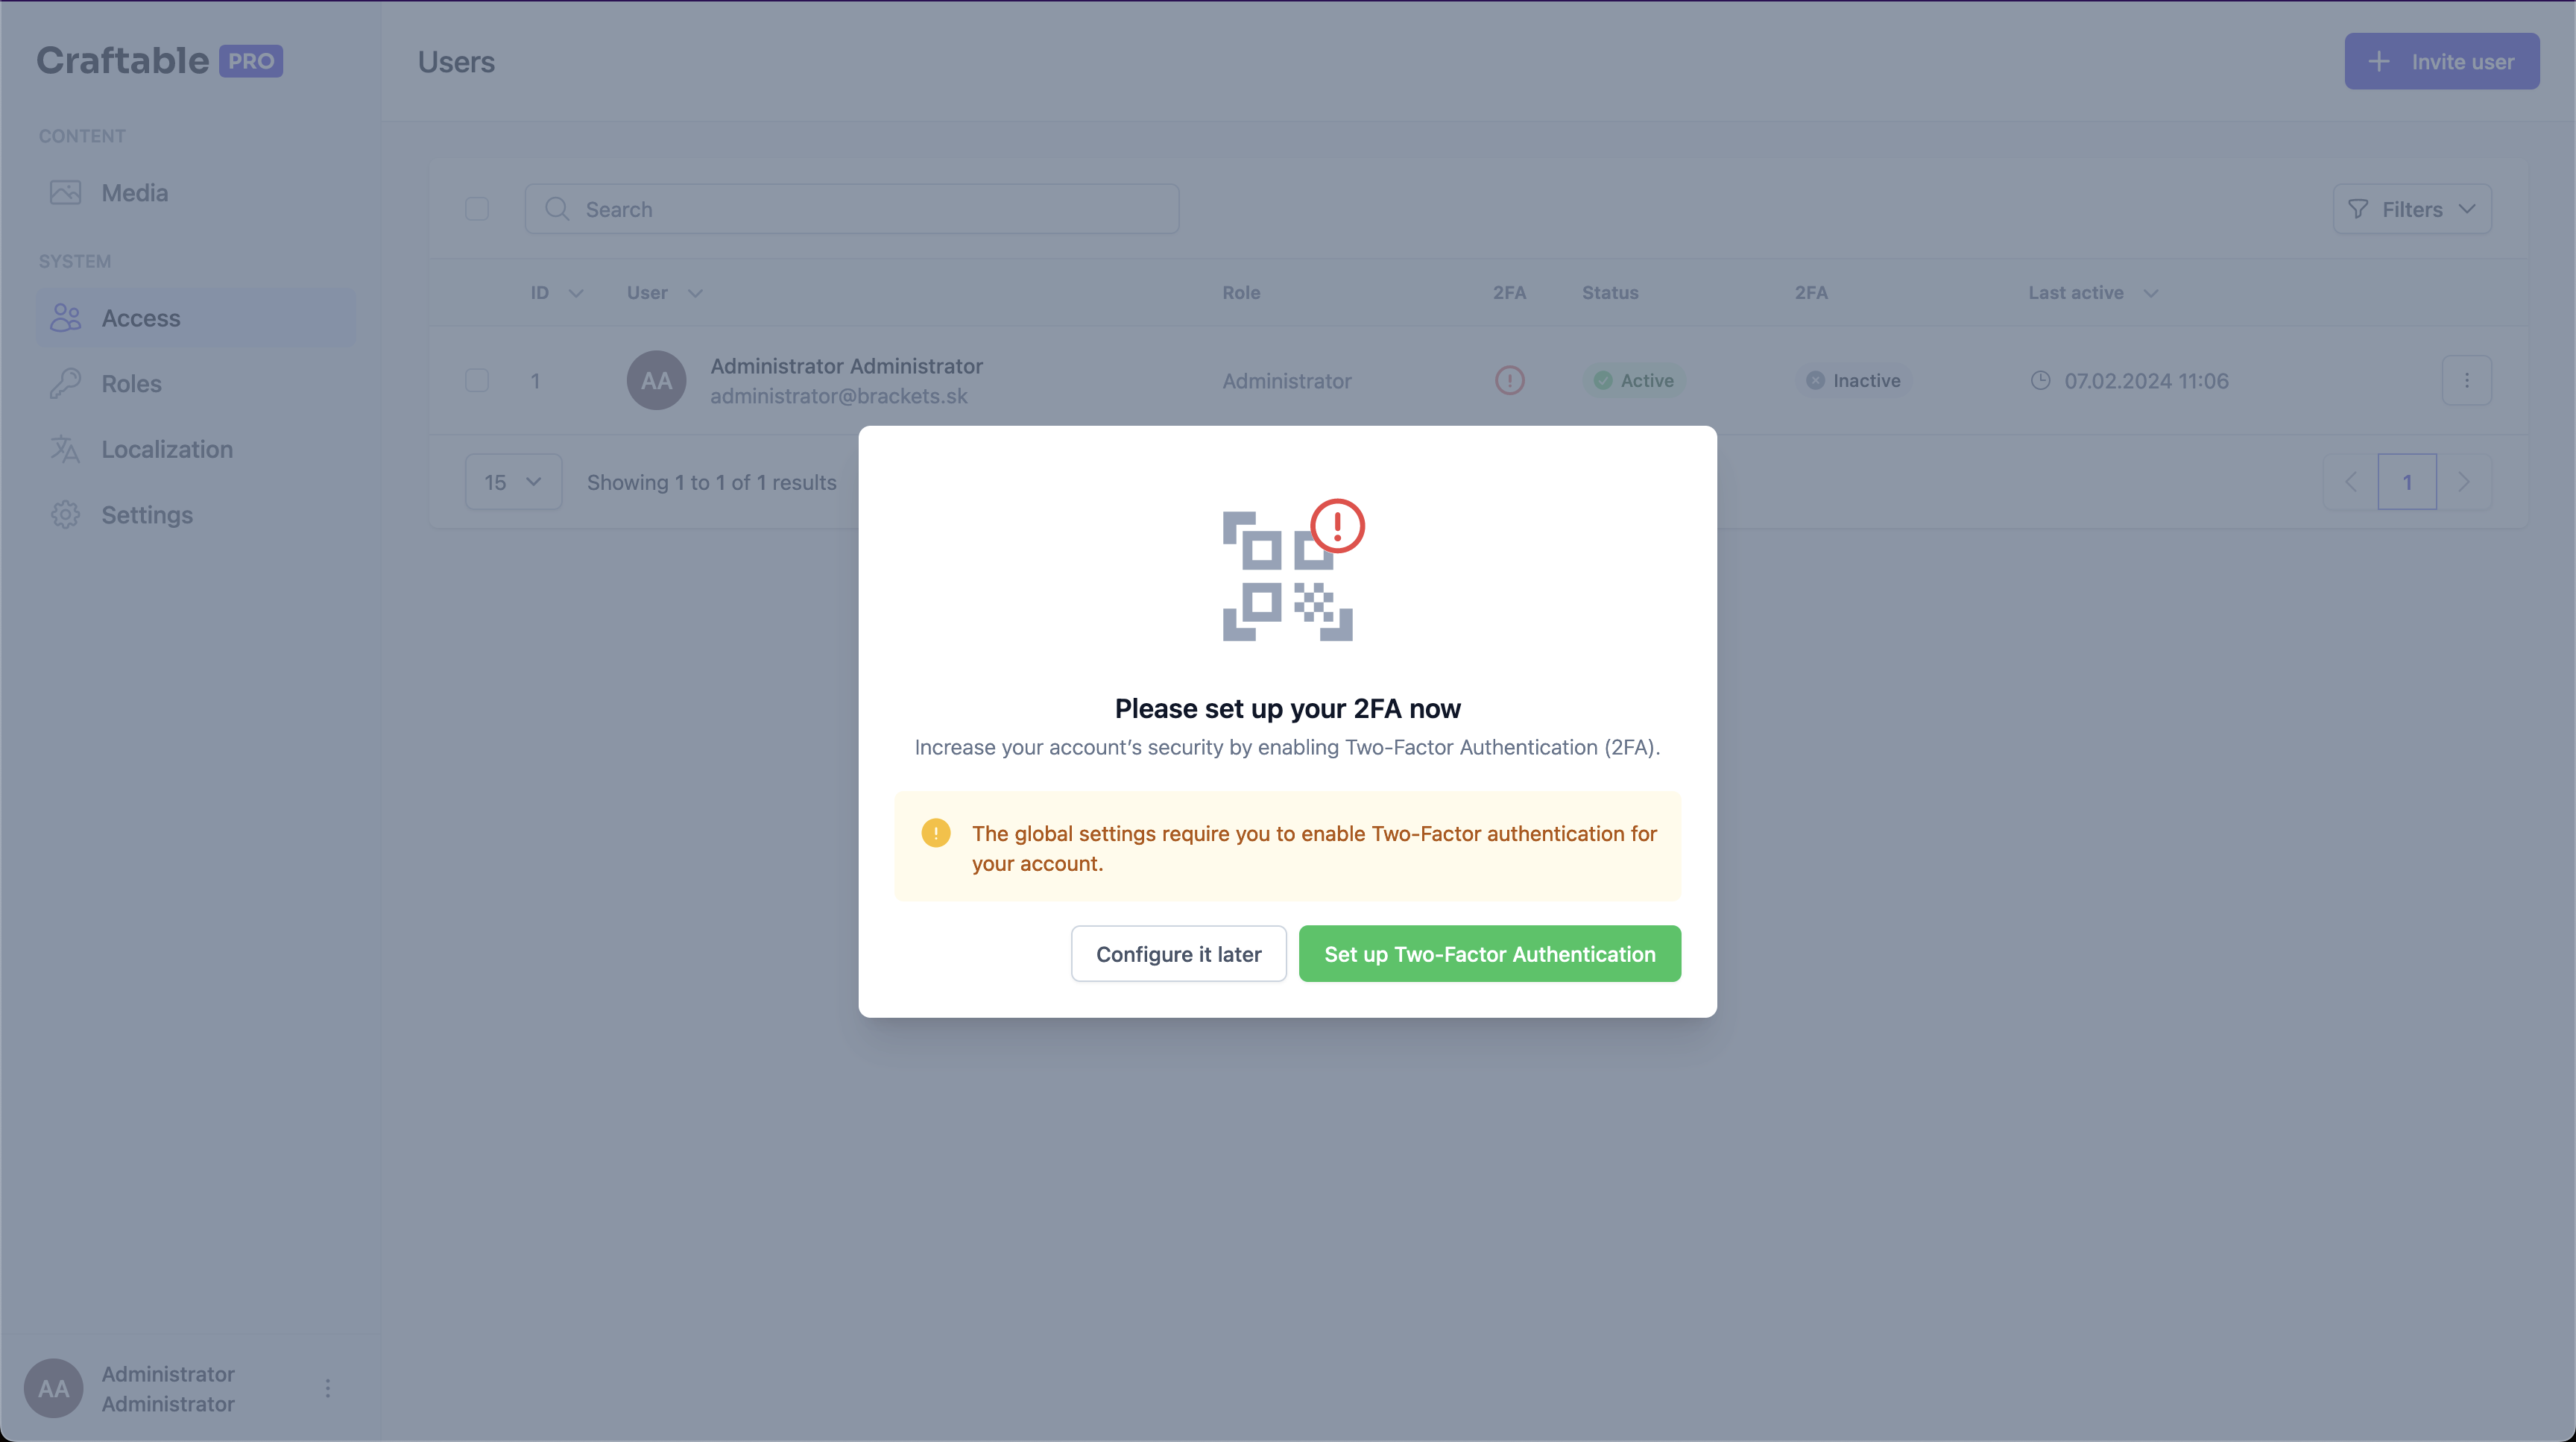 Craftable PRO
Users
Invite user
CONTENT
Media
SYSTEM
Access
Roles
Localization
Settings
Search
Filters
ID User Role 2FA Status 2FA Last active
1 AA Administrator Administrator Administrator Active Inactive 07.02.2024 11:06
administrator@brackets.sk
15 Showing 1 to 1 of 1 results 1
Please set up your 2FA now
Increase your account’s security by enabling Two-Factor Authentication (2FA).
The global settings require you to enable Two-Factor authentication for
your account.
Configure it later Set up Two-Factor Authentication
AA Administrator
Administrator